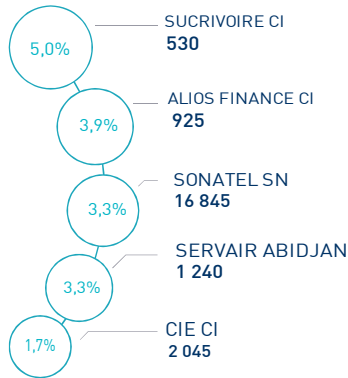 5,0%
SUCRIVOIRE CI
530
3,9%
ALIOS FINANCE CI
925
3,3%
SONATEL SN
16 845
3,3%
SERVAIR ABIDJAN
1 240
1,7%
CIE CI
2 045